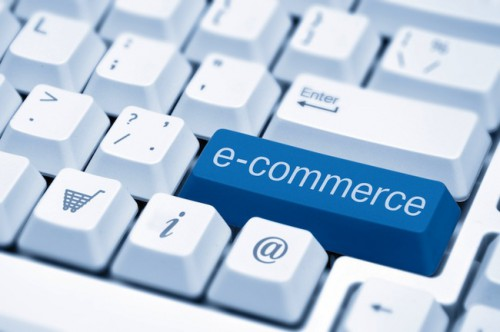 L
: ;
" '
| \
Enter
>
.
? /
e-commerce
i
@